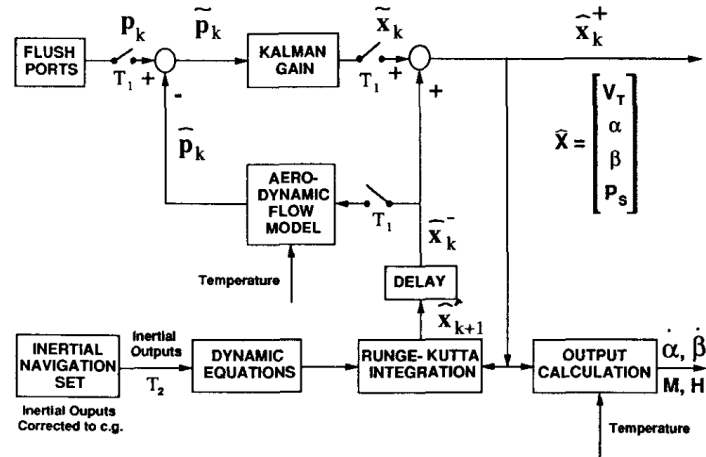 FLUSH
PORTS
p_k
T_1
+
-
p̃_k
KALMAN
GAIN
x̃_k
T_1
+
+
x̂_k^+
x̂ =
V_T
α
β
P_S
p̂_k
AERO-
DYNAMIC
FLOW
MODEL
T_1
x̂_k^-
Temperature
DELAY
x̂_{k+1}^-
INERTIAL
NAVIGATION
SET
Inertial
Outputs
T_2
DYNAMIC
EQUATIONS
RUNGE- KUTTA
INTEGRATION
OUTPUT
CALCULATION
α̇, β̇
M, H
Inertial Ouputs
Corrected to c.g.
Temperature